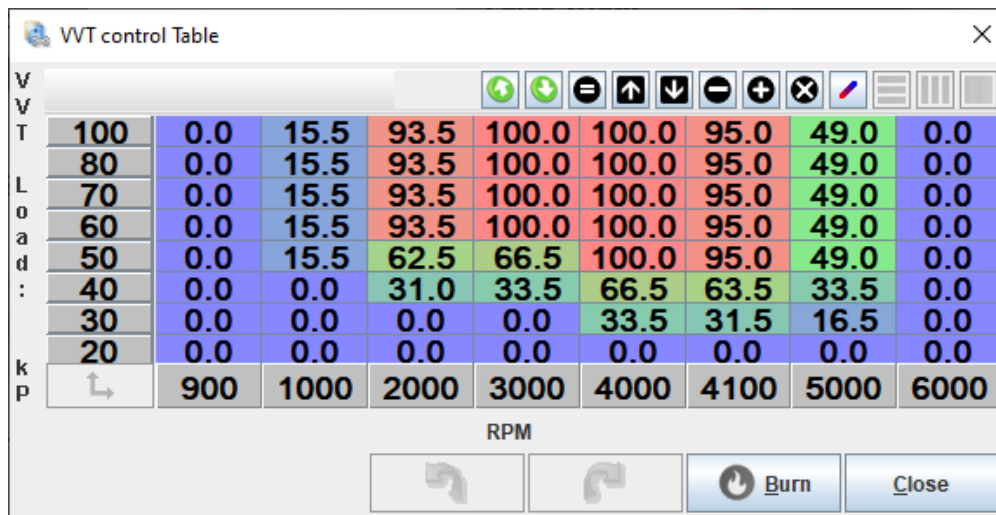 VVT control Table
VVT Load: kP
100 0.0 15.5 93.5 100.0 100.0 95.0 49.0 0.0
80 0.0 15.5 93.5 100.0 100.0 95.0 49.0 0.0
70 0.0 15.5 93.5 100.0 100.0 95.0 49.0 0.0
60 0.0 15.5 93.5 100.0 100.0 95.0 49.0 0.0
50 0.0 15.5 62.5 66.5 100.0 95.0 49.0 0.0
40 0.0 0.0 31.0 33.5 66.5 63.5 33.5 0.0
30 0.0 0.0 0.0 0.0 33.5 31.5 16.5 0.0
20 0.0 0.0 0.0 0.0 0.0 0.0 0.0 0.0
900 1000 2000 3000 4000 4100 5000 6000
RPM
Burn Close